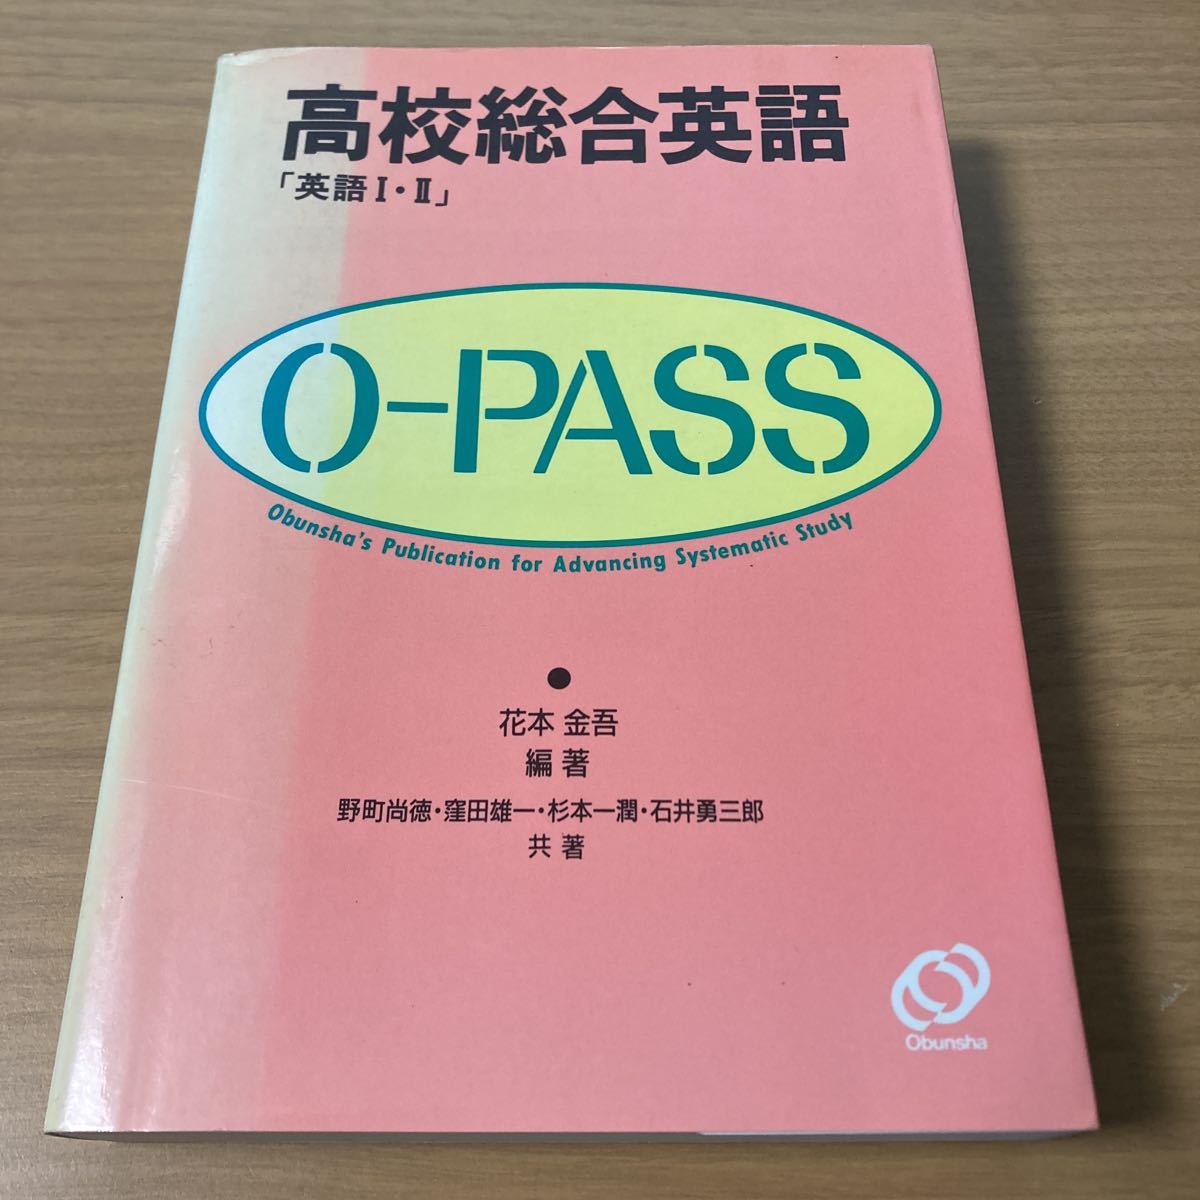 高校総合英語
「英語Ⅰ・Ⅱ」
O-PASS
Obunsha's Publication for Advancing Systematic Study
●
花本 金吾
編著
野町尚徳・窪田雄一・杉本一潤・石井勇三郎
共著
Obunsha